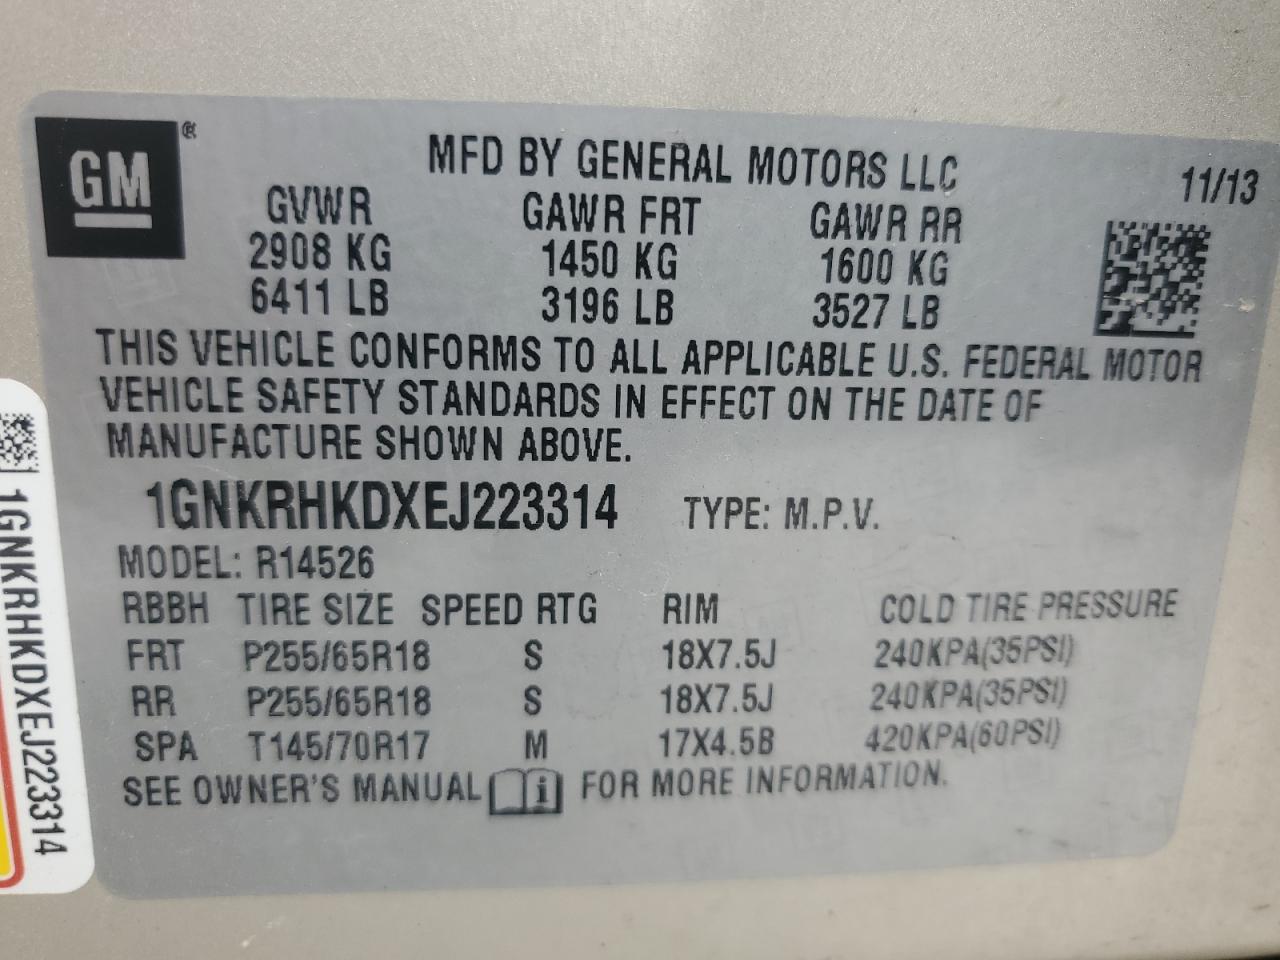 GM ®
MFD BY GENERAL MOTORS LLC 11/13
GVWR GAWR FRT GAWR RR
2908 KG 1450 KG 1600 KG
6411 LB 3196 LB 3527 LB
THIS VEHICLE CONFORMS TO ALL APPLICABLE U.S. FEDERAL MOTOR
VEHICLE SAFETY STANDARDS IN EFFECT ON THE DATE OF
MANUFACTURE SHOWN ABOVE.
1GNKRHKDXEJ223314 TYPE: M.P.V.
MODEL: R14526
RBBH TIRE SIZE SPEED RTG RIM COLD TIRE PRESSURE
FRT P255/65R18 S 18X7.5J 240KPA(35PSI)
RR P255/65R18 S 18X7.5J 240KPA(35PSI)
SPA T145/70R17 M 17X4.5B 420KPA(60PSI)
SEE OWNER'S MANUAL i FOR MORE INFORMATION.
1GNKRHKDXEJ223314